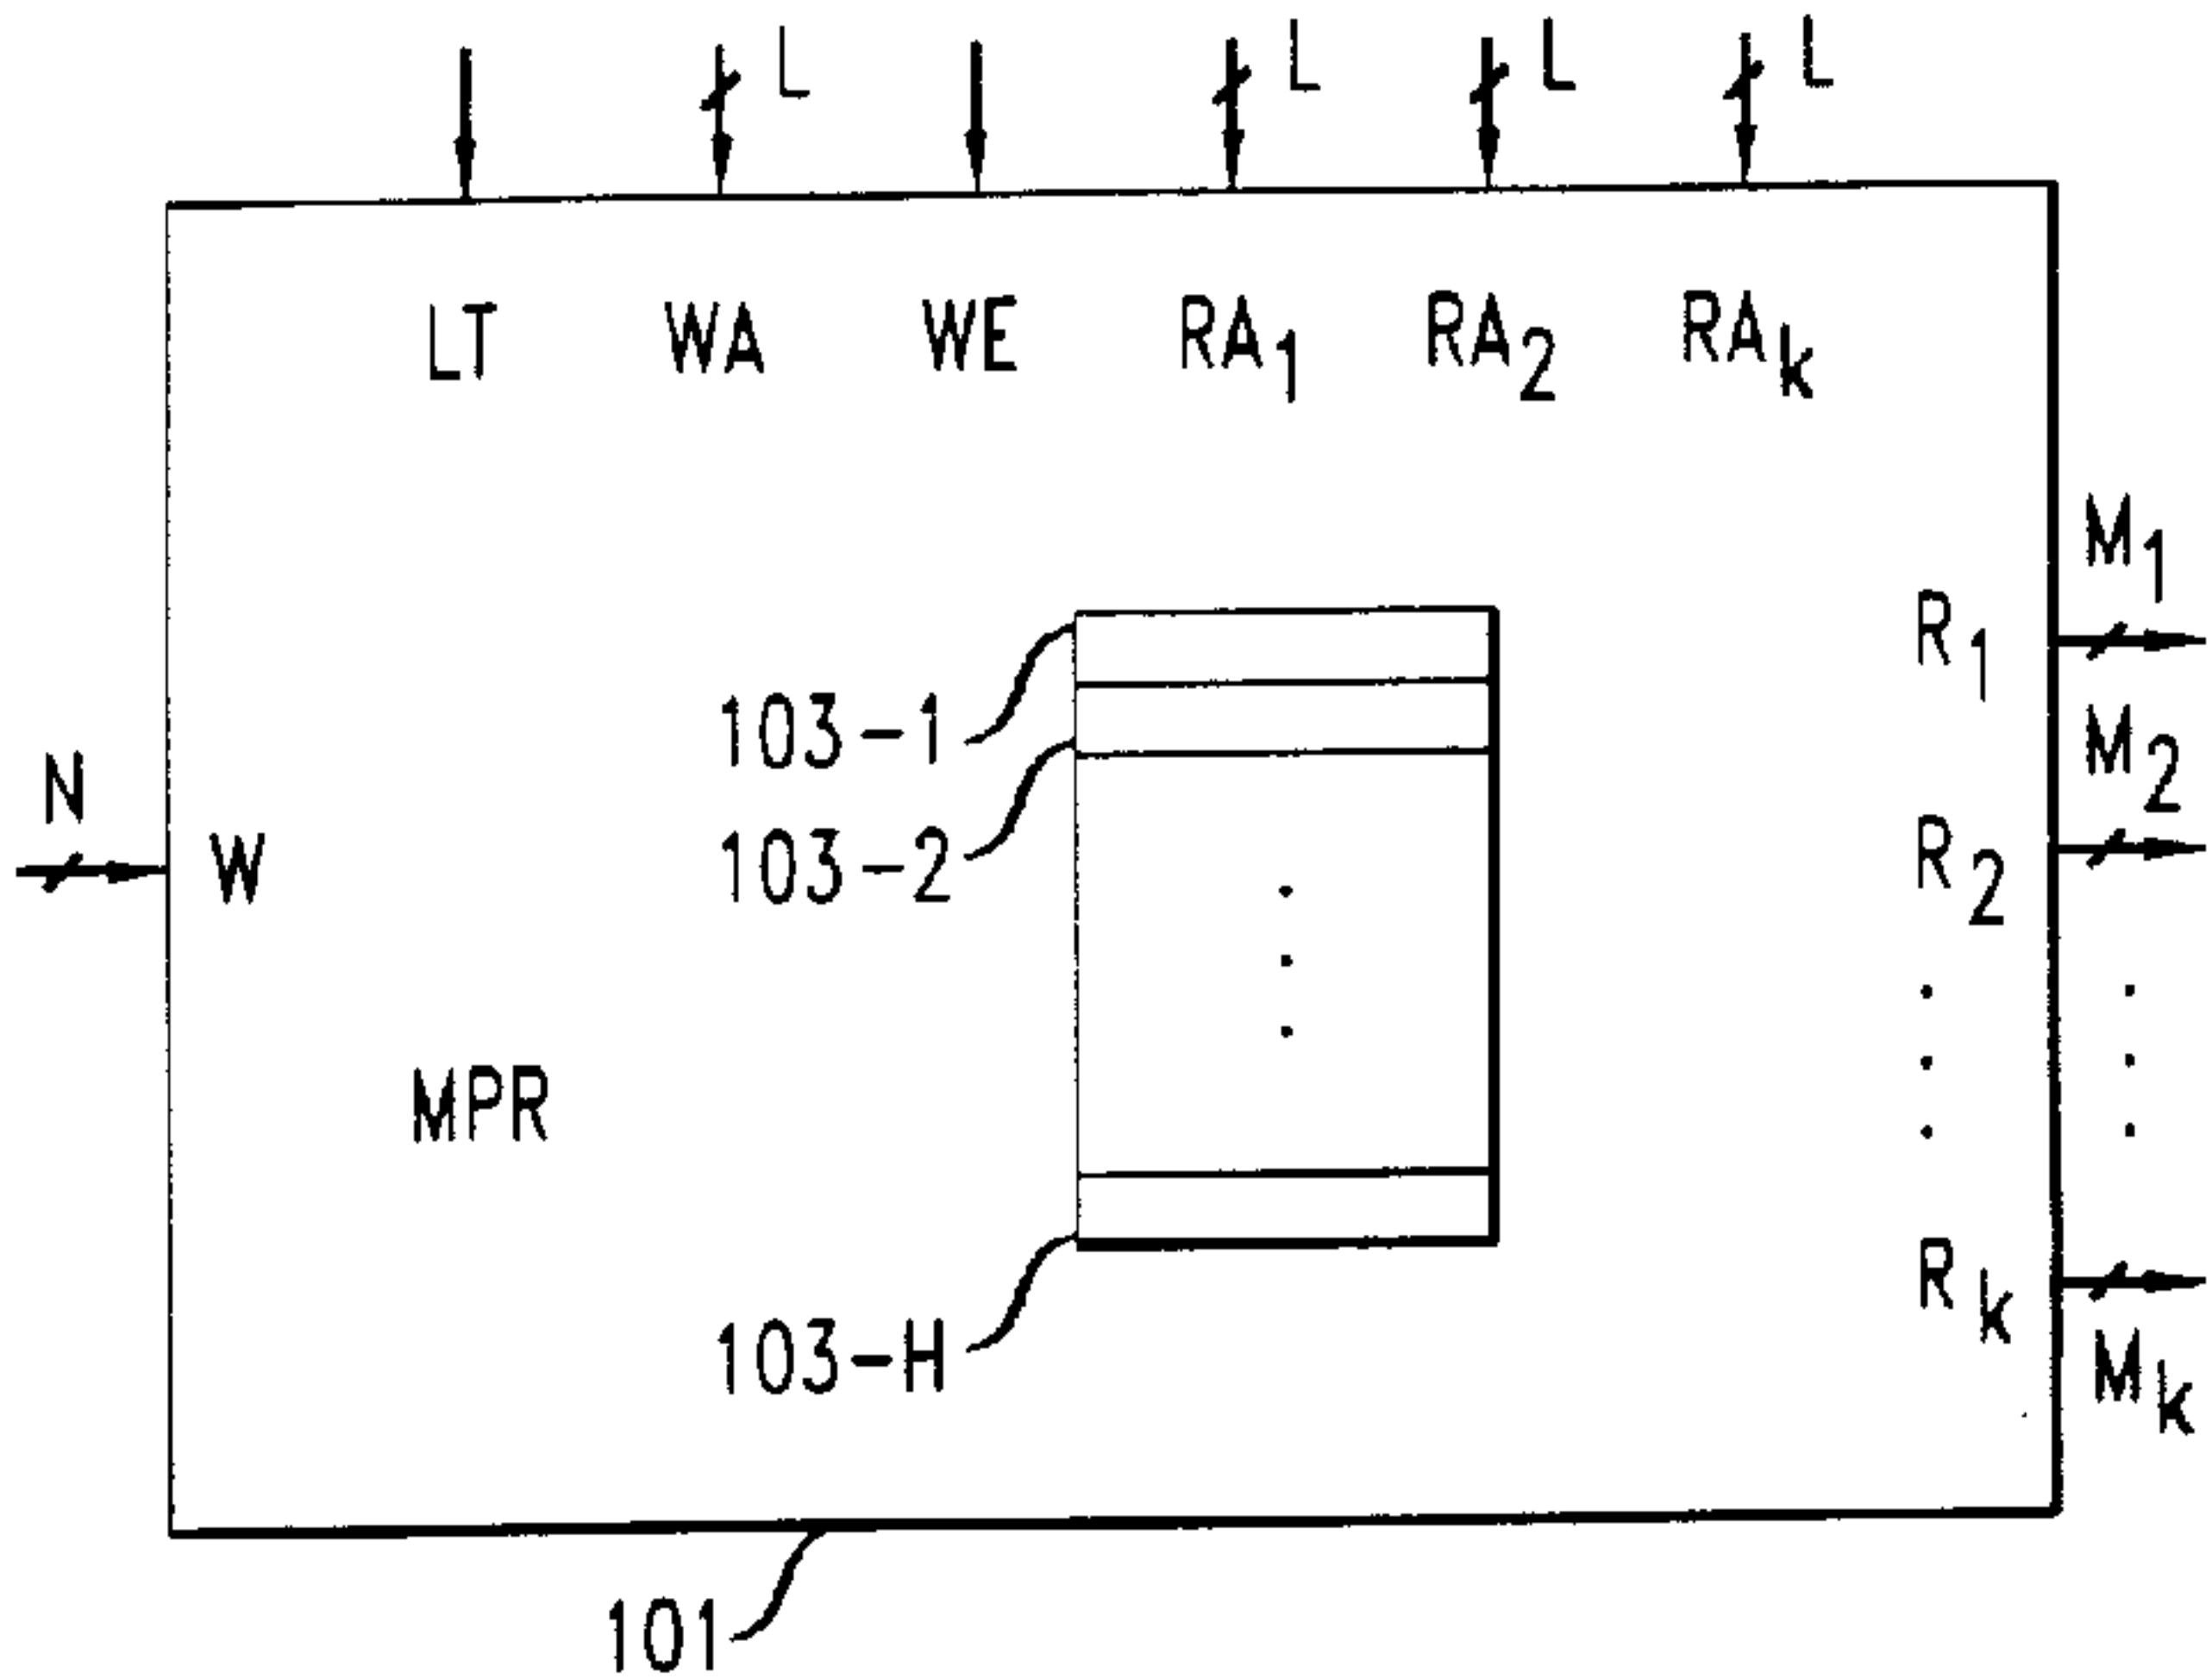 L L L L
LT WA WE RA1 RA2 RAk
M1
R1
103-1
M2
N
W
103-2
R2
MPR
Rk
103-H
Mk
101